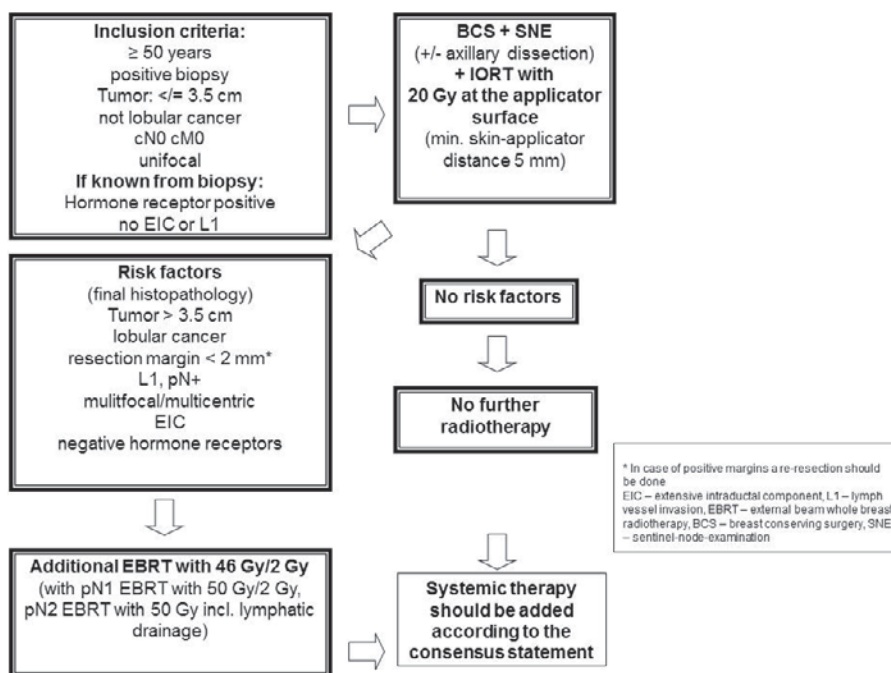 Inclusion criteria:
≥ 50 years
positive biopsy
Tumor: </= 3.5 cm
not lobular cancer
cN0 cM0
unifocal
If known from biopsy:
Hormone receptor positive
no EIC or L1
BCS + SNE
(+/- axillary dissection)
+ IORT with
20 Gy at the applicator
surface
(min. skin-applicator
distance 5 mm)
Risk factors
(final histopathology)
Tumor > 3.5 cm
lobular cancer
resection margin < 2 mm*
L1, pN+
mulitfocal/multicentric
EIC
negative hormone receptors
No risk factors
No further
radiotherapy
* In case of positive margins a re-resection should
be done
EIC – extensive intraductal component, L1 – lymph
vessel invasion, EBRT – external beam whole breast
radiotherapy, BCS – breast conserving surgery, SNE
– sentinel-node-examination
Additional EBRT with 46 Gy/2 Gy
(with pN1 EBRT with 50 Gy/2 Gy,
pN2 EBRT with 50 Gy incl. lymphatic
drainage)
Systemic therapy
should be added
according to the
consensus statement